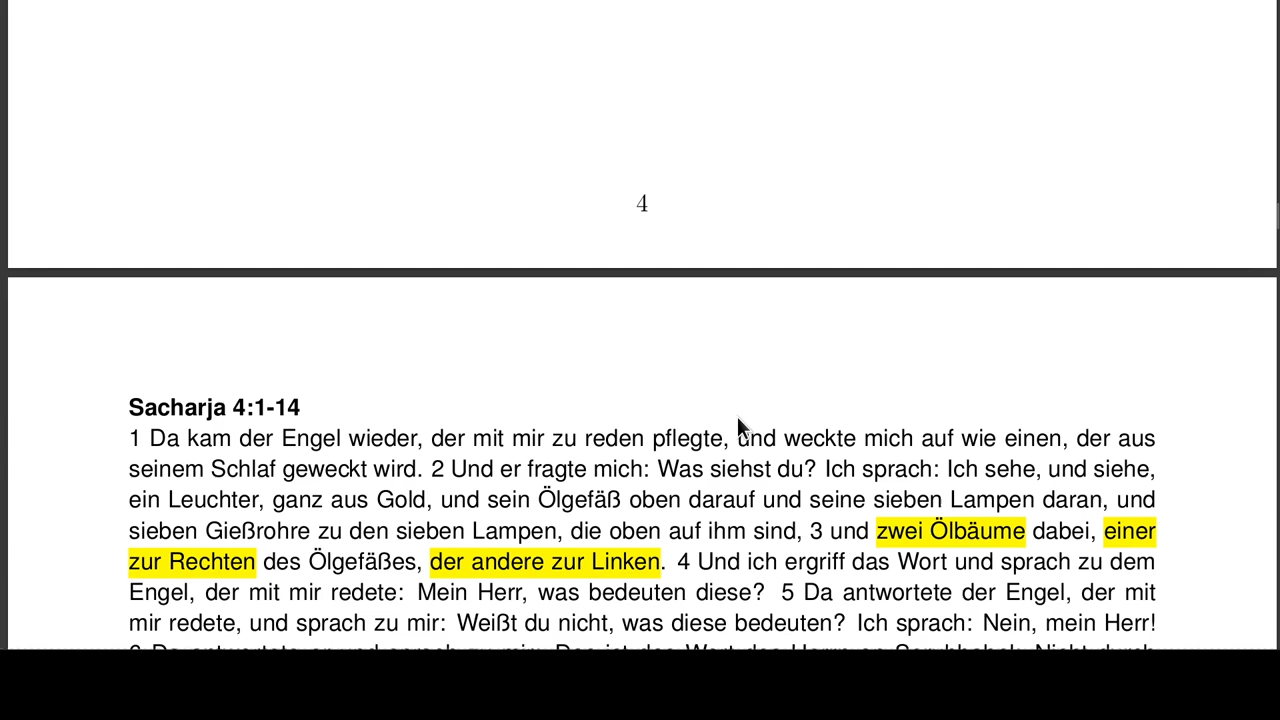 4
Sacharja 4:1-14
1 Da kam der Engel wieder, der mit mir zu reden pflegte, und weckte mich auf wie einen, der aus
seinem Schlaf geweckt wird. 2 Und er fragte mich: Was siehst du? Ich sprach: Ich sehe, und siehe,
ein Leuchter, ganz aus Gold, und sein Ölgefäß oben darauf und seine sieben Lampen daran, und
sieben Gießrohre zu den sieben Lampen, die oben auf ihm sind, 3 und zwei Ölbäume dabei, einer
zur Rechten des Ölgefäßes, der andere zur Linken. 4 Und ich ergriff das Wort und sprach zu dem
Engel, der mit mir redete: Mein Herr, was bedeuten diese? 5 Da antwortete der Engel, der mit
mir redete, und sprach zu mir: Weißt du nicht, was diese bedeuten? Ich sprach: Nein, mein Herr!